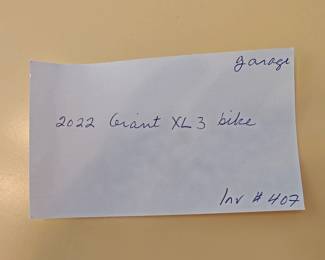 garage
2022 Giant XL3 bike
Inv # 407